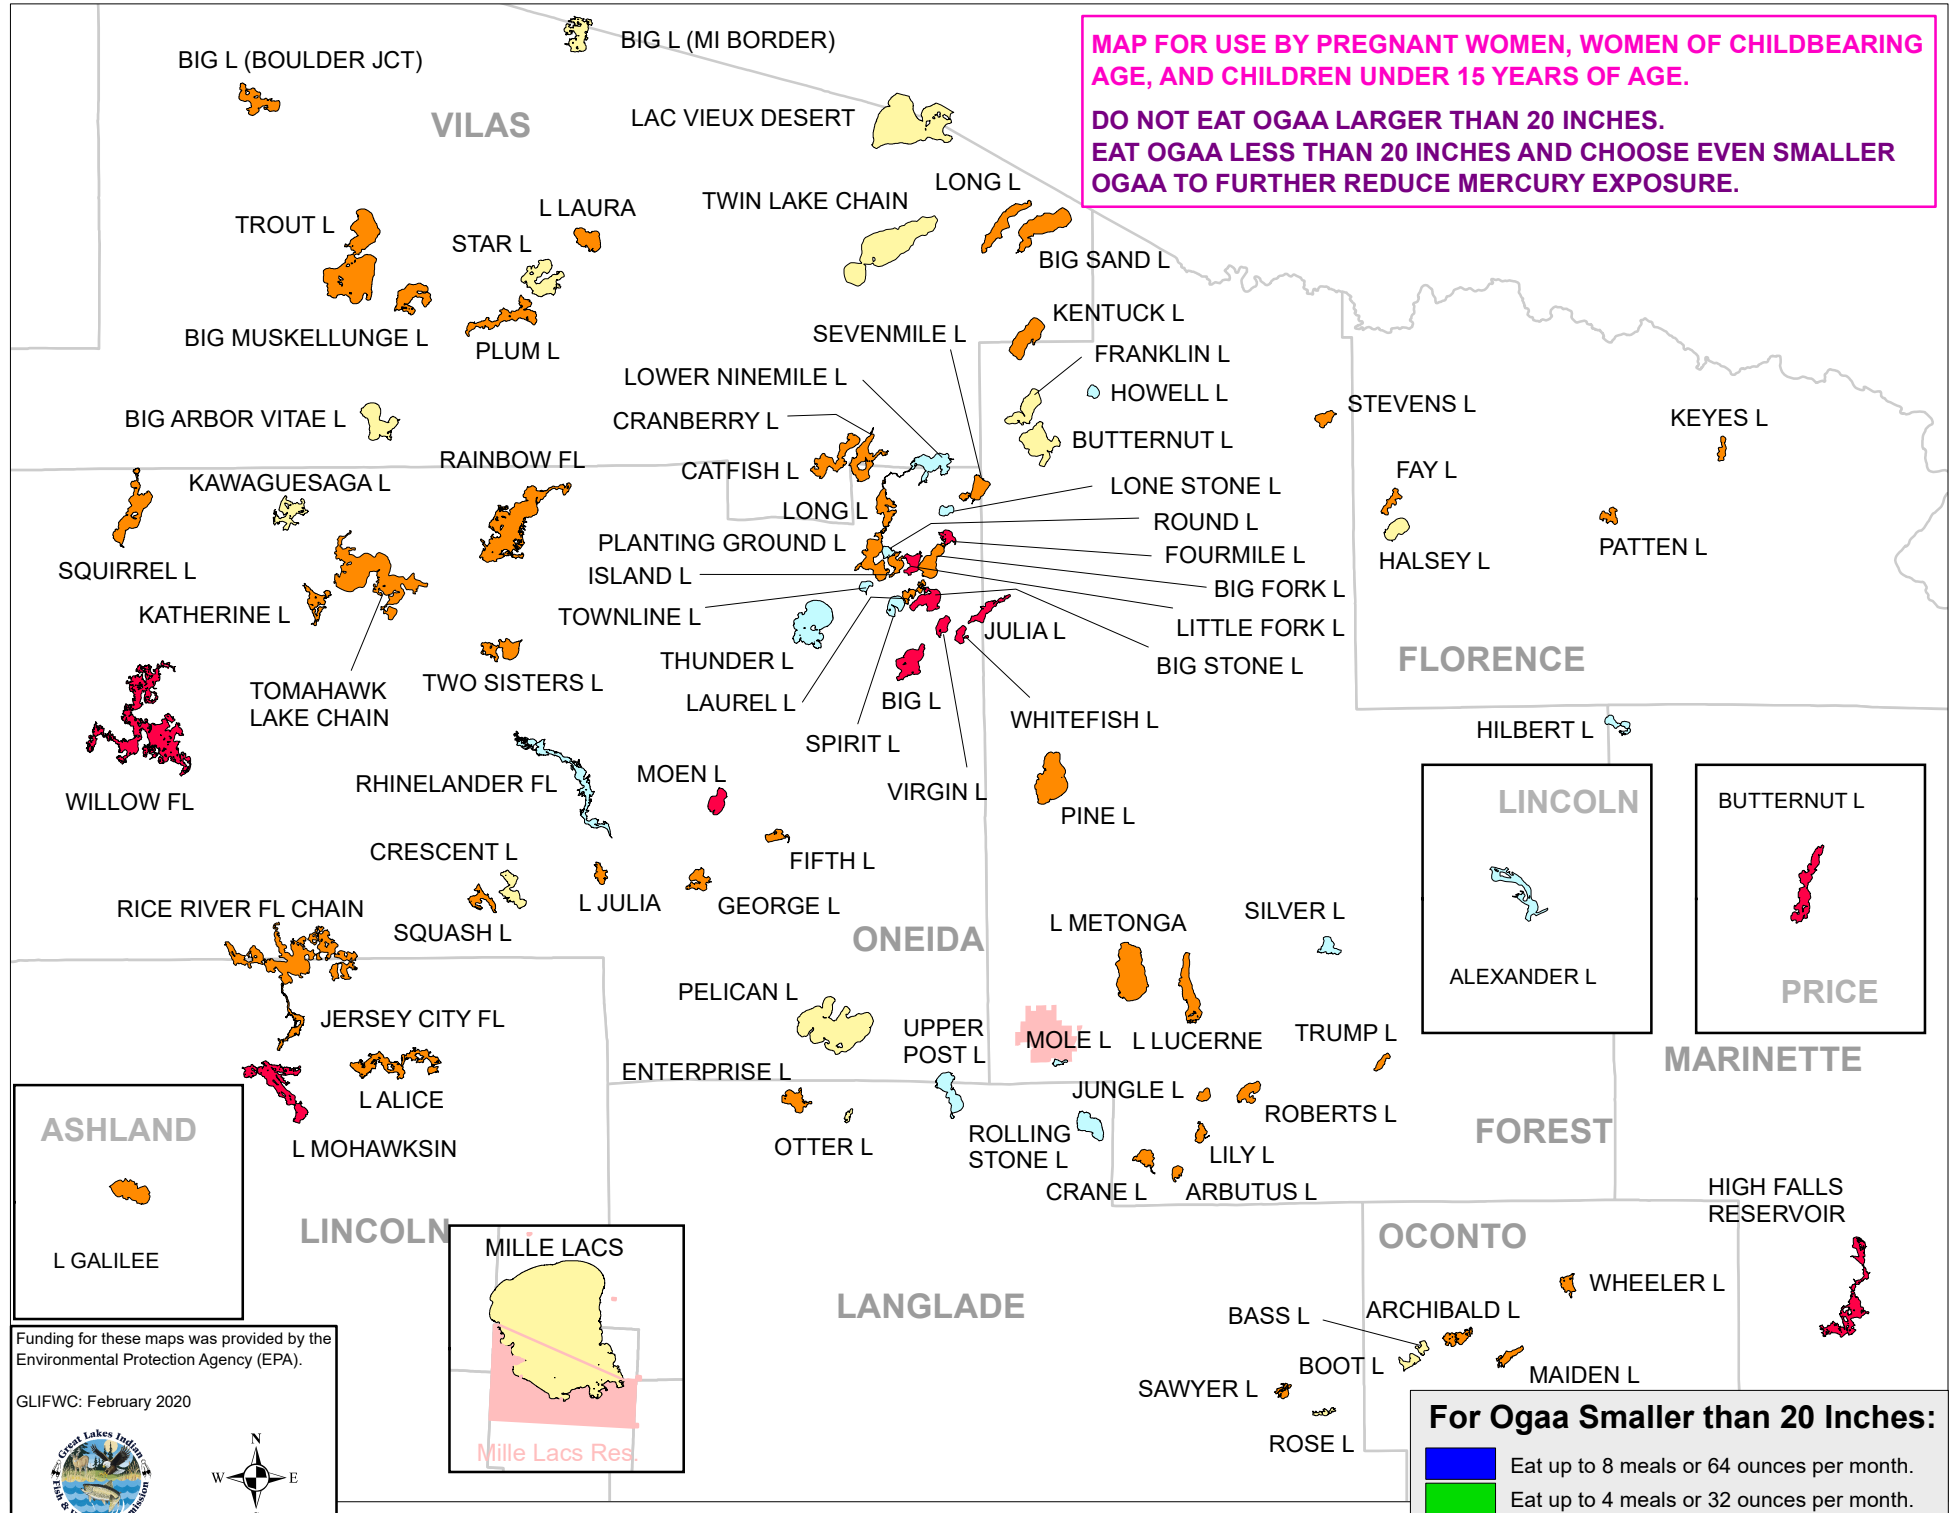 BIG L (MI BORDER)
BIG L (BOULDER JCT)
MAP FOR USE BY PREGNANT WOMEN, WOMEN OF CHILDBEARING
AGE, AND CHILDREN UNDER 15 YEARS OF AGE.
DO NOT EAT OGAA LARGER THAN 20 INCHES.
EAT OGAA LESS THAN 20 INCHES AND CHOOSE EVEN SMALLER
OGAA TO FURTHER REDUCE MERCURY EXPOSURE.
VILAS
LAC VIEUX DESERT
LONG L
TWIN LAKE CHAIN
L LAURA
TROUT L
STAR L
BIG SAND L
KENTUCK L
SEVENMILE L
BIG MUSKELLUNGE L
PLUM L
FRANKLIN L
LOWER NINEMILE L
HOWELL L
STEVENS L
BIG ARBOR VITAE L
CRANBERRY L
KEYES L
BUTTERNUT L
RAINBOW FL
CATFISH L
FAY L
KAWAGUESAGA L
LONE STONE L
LONG L
ROUND L
PLANTING GROUND L
PATTEN L
FOURMILE L
HALSEY L
SQUIRREL L
ISLAND L
BIG FORK L
KATHERINE L
TOWNLINE L
LITTLE FORK L
JULIA L
THUNDER L
FLORENCE
BIG STONE L
TWO SISTERS L
TOMAHAWK
LAKE CHAIN
LAUREL L
BIG L
WHITEFISH L
HILBERT L
SPIRIT L
MOEN L
RHINELANDER FL
VIRGIN L
WILLOW FL
LINCOLN
BUTTERNUT L
PINE L
CRESCENT L
FIFTH L
L JULIA
GEORGE L
RICE RIVER FL CHAIN
SILVER L
L METONGA
SQUASH L
ONEIDA
ALEXANDER L
PELICAN L
PRICE
JERSEY CITY FL
UPPER
POST L
MOLE L
L LUCERNE
TRUMP L
MARINETTE
ENTERPRISE L
JUNGLE L
L ALICE
ROBERTS L
ASHLAND
FOREST
ROLLING
STONE L
L MOHAWKSIN
OTTER L
LILY L
CRANE L
ARBUTUS L
HIGH FALLS
RESERVOIR
LINCOLN
OCONTO
MILLE LACS
L GALILEE
WHEELER L
LANGLADE
BASS L
ARCHIBALD L
Funding for these maps was provided by the
Environmental Protection Agency (EPA).
BOOT L
MAIDEN L
SAWYER L
GLIFWC: February 2020
For Ogaa Smaller than 20 Inches:
ROSE L
Mille Lacs Res.
Great Lakes Indian
Fish &
N
W
E
Eat up to 8 meals or 64 ounces per month.
Eat up to 4 meals or 32 ounces per month.